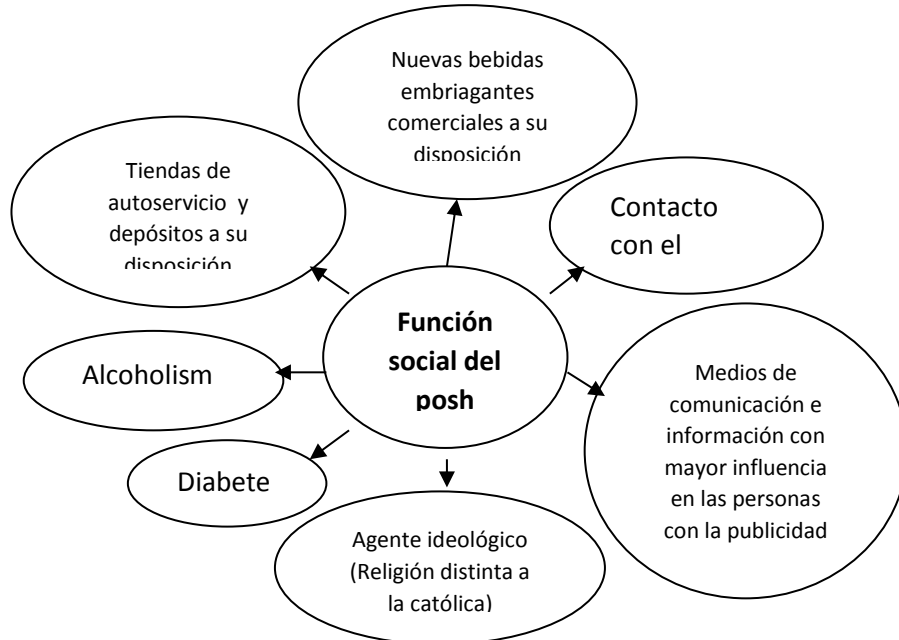 Nuevas bebidas
embriagantes
comerciales a su
disposición
Tiendas de
autoservicio y
depósitos a su
disposición
Contacto
con el
Función
social del
posh
Alcoholism
Medios de
comunicación e
información con
mayor influencia
en las personas
con la publicidad
Diabete
Agente ideológico
(Religión distinta a
la católica)